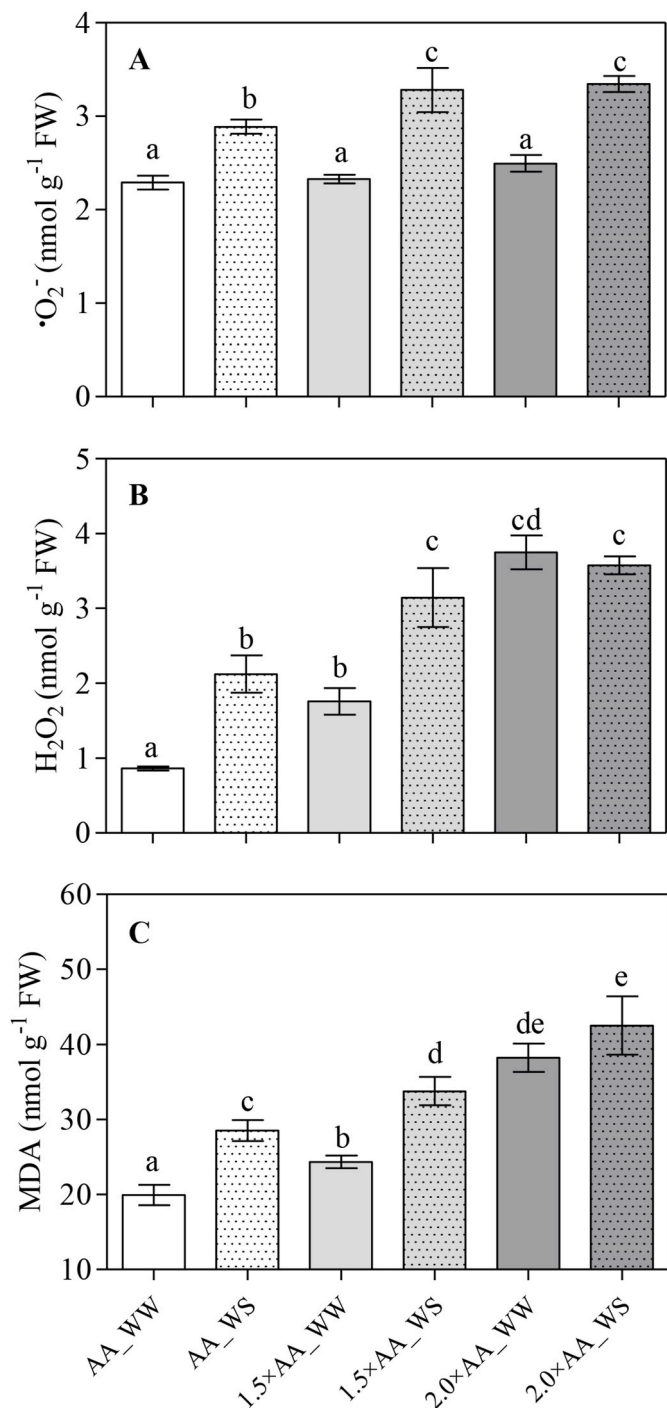 A
·O₂⁻ (nmol g⁻¹ FW)
4
3
2
1
0
a
b
a
c
a
c
B
H₂O₂ (nmol g⁻¹ FW)
5
4
3
2
1
0
a
b
b
c
cd
c
C
MDA (nmol g⁻¹ FW)
60
50
40
30
20
10
a
c
b
d
de
e
AA_WW
AA_WS
1.5×AA_WW
1.5×AA_WS
2.0×AA_WW
2.0×AA_WS